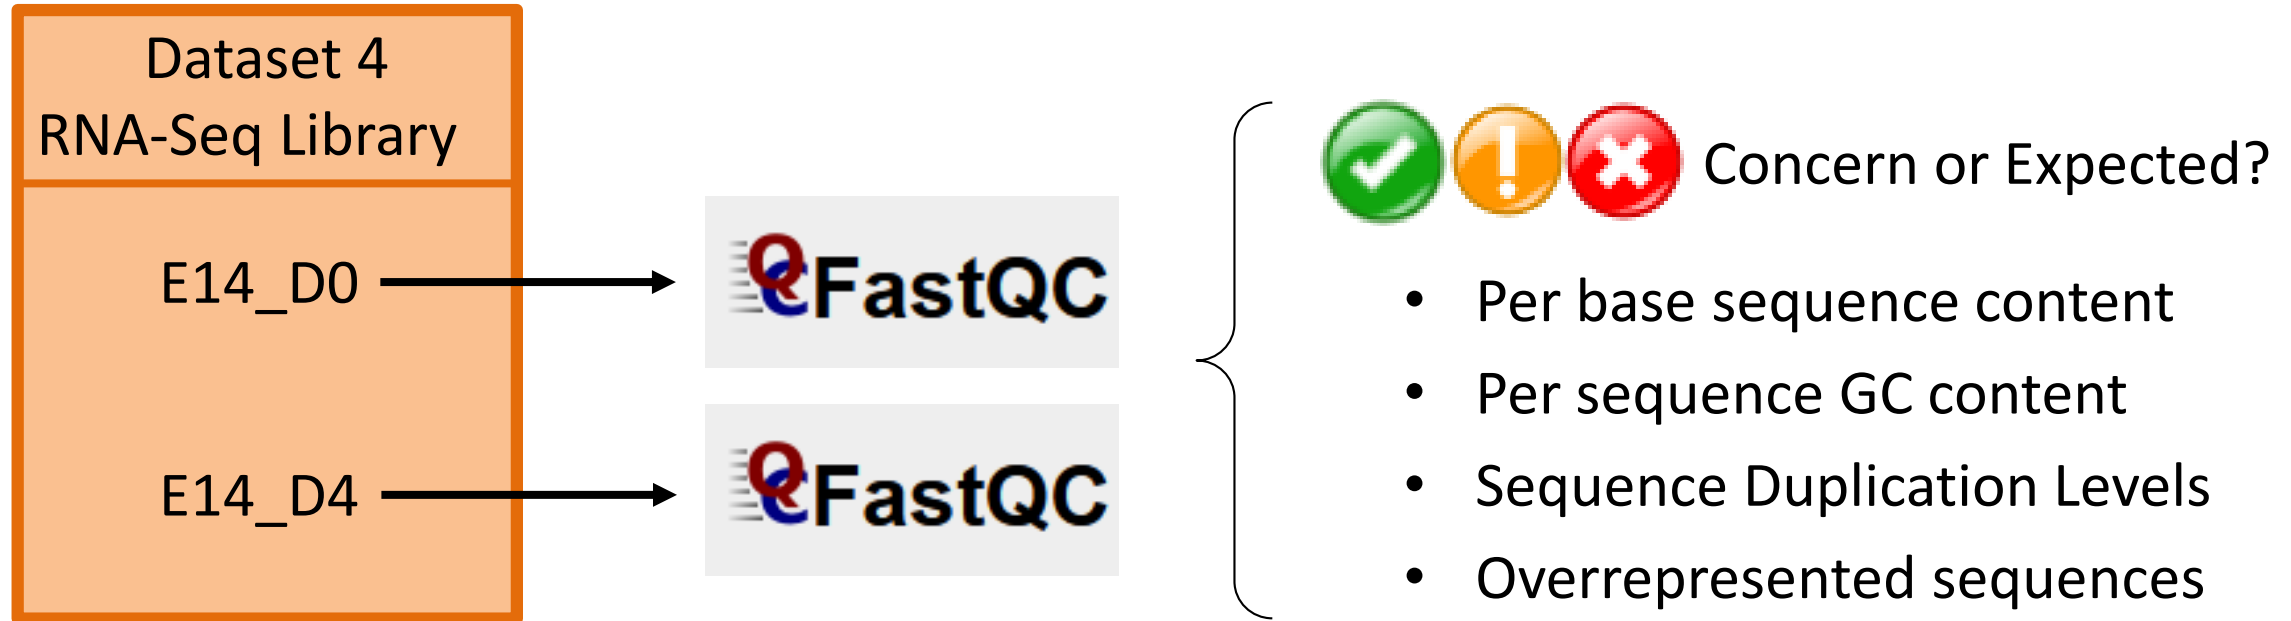 Dataset 4
RNA-Seq Library
E14_D0
E14_D4
FastQC
FastQC
Concern or Expected?
• Per base sequence content
• Per sequence GC content
• Sequence Duplication Levels
• Overrepresented sequences